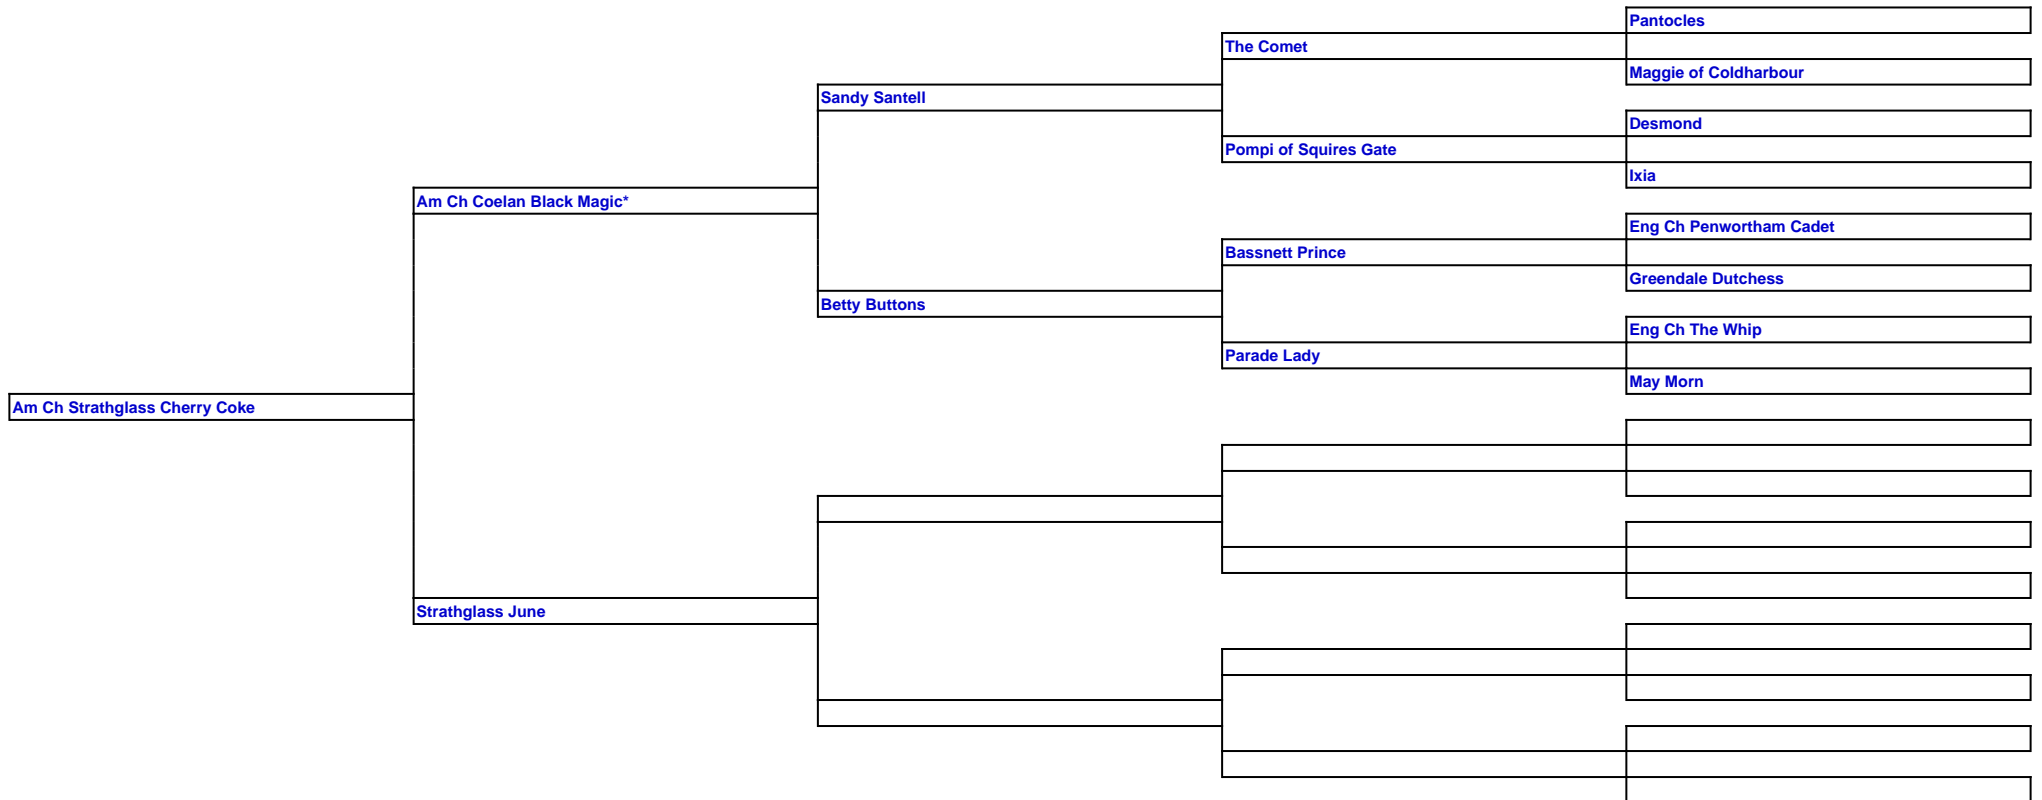 Pantocles
The Comet
Maggie of Coldharbour
Sandy Santell
Desmond
Pompi of Squires Gate
Ixia
Am Ch Coelan Black Magic*
Eng Ch Penwortham Cadet
Bassnett Prince
Greendale Dutchess
Betty Buttons
Eng Ch The Whip
Parade Lady
May Morn
Am Ch Strathglass Cherry Coke
Strathglass June